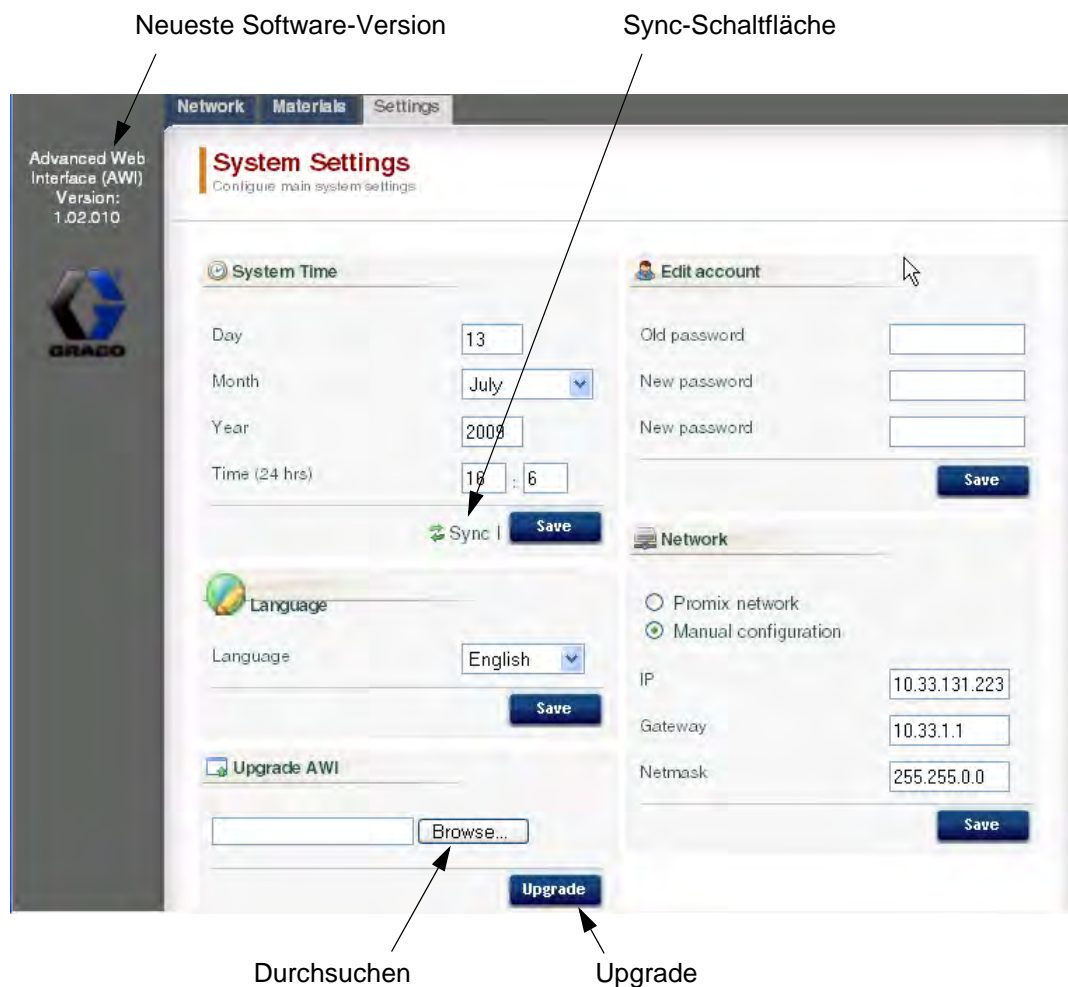 Neueste Software-Version
Sync-Schaltfläche
Network Materials Settings
Advanced Web
Interface (AWI)
Version:
1.02.010
GRACO
System Settings
Configure main system settings
System Time
Day 13
Month July
Year 2009
Time (24 hrs) 16 : 6
Sync | Save
Language
Language English
Save
Upgrade AWI
Browse...
Upgrade
Edit account
Old password
New password
New password
Save
Network
Promix network
Manual configuration
IP 10.33.131.223
Gateway 10.33.1.1
Netmask 255.255.0.0
Save
Durchsuchen
Upgrade